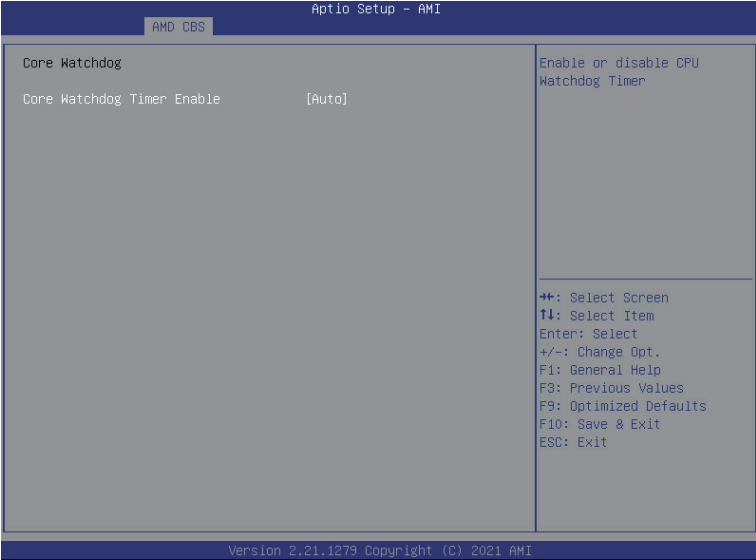 Aptio Setup – AMI
AMD CBS
Core Watchdog
Core Watchdog Timer Enable [Auto]
Enable or disable CPU
Watchdog Timer
→←: Select Screen
↑↓: Select Item
Enter: Select
+/-: Change Opt.
F1: General Help
F3: Previous Values
F9: Optimized Defaults
F10: Save & Exit
ESC: Exit
Version 2.21.1279 Copyright (C) 2021 AMI